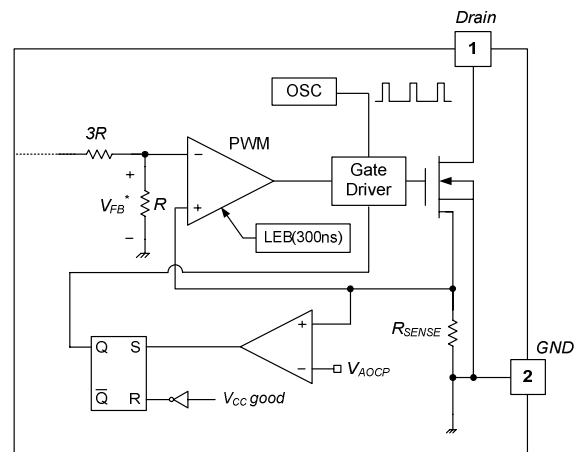 Drain
1
OSC
3R
PWM
−
+
Gate
Driver
+
V_FB*
R
−
LEB(300ns)
R_SENSE
GND
2
+
−
V_AOCP
Q
S
Q̅
R
V_CC good